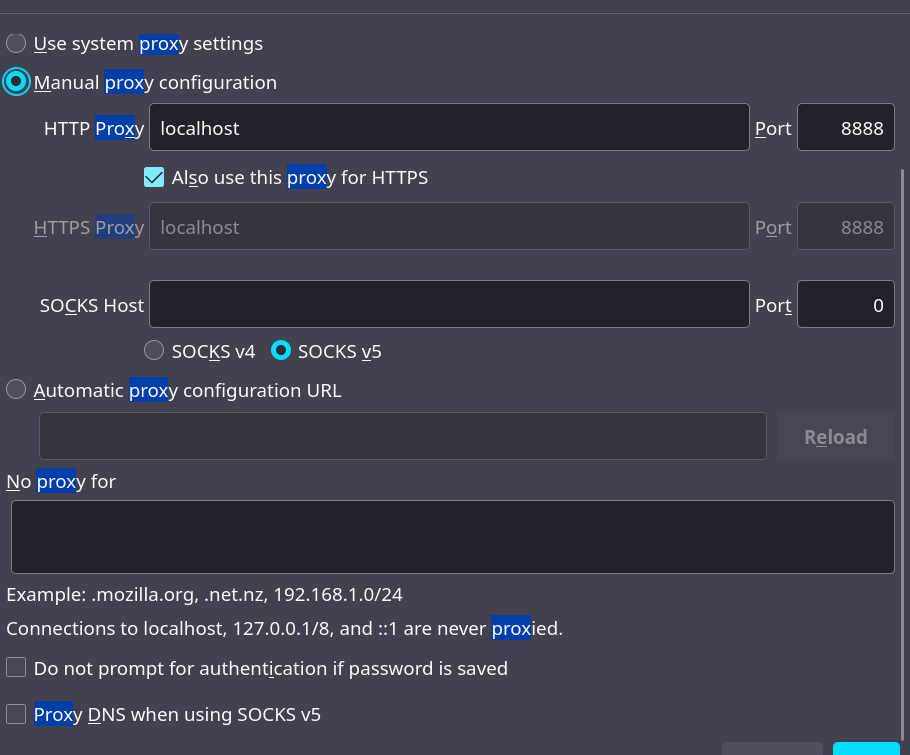 Use system proxy settings
Manual proxy configuration
HTTP Proxy localhost Port 8888
Also use this proxy for HTTPS
HTTPS Proxy localhost Port 8888
SOCKS Host Port 0
SOCKS v4 SOCKS v5
Automatic proxy configuration URL
Reload
No proxy for
Example: .mozilla.org, .net.nz, 192.168.1.0/24
Connections to localhost, 127.0.0.1/8, and ::1 are never proxied.
Do not prompt for authentication if password is saved
Proxy DNS when using SOCKS v5